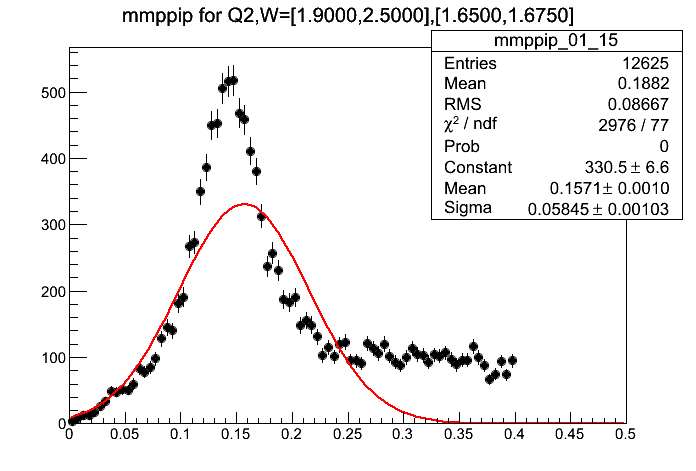 mmppip for Q2,W=[1.9000,2.5000],[1.6500,1.6750]
mmppip_01_15
Entries 12625
Mean 0.1882
RMS 0.08667
χ² / ndf 2976 / 77
Prob 0
Constant 330.5 ± 6.6
Mean 0.1571 ± 0.0010
Sigma 0.05845 ± 0.00103
500
400
300
200
100
0
0 0.05 0.1 0.15 0.2 0.25 0.3 0.35 0.4 0.45 0.5